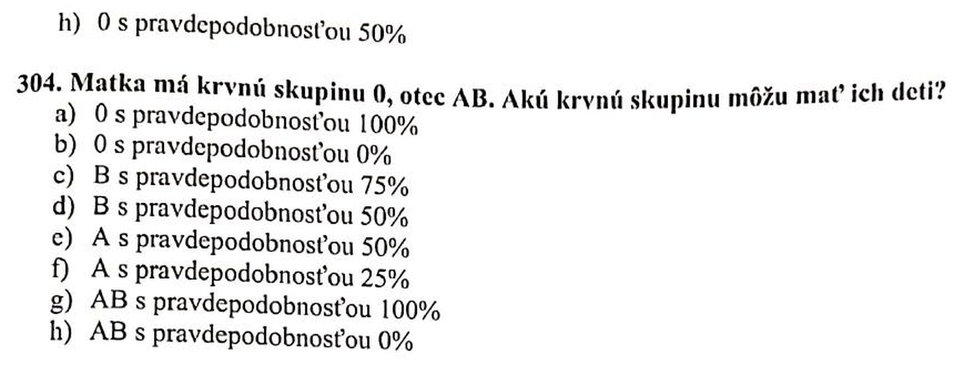 h) 0 s pravdepodobnosťou 50%
304. Matka má krvnú skupinu 0, otec AB. Akú krvnú skupinu môžu mať ich deti?
a) 0 s pravdepodobnosťou 100%
b) 0 s pravdepodobnosťou 0%
c) B s pravdepodobnosťou 75%
d) B s pravdepodobnosťou 50%
e) A s pravdepodobnosťou 50%
f) A s pravdepodobnosťou 25%
g) AB s pravdepodobnosťou 100%
h) AB s pravdepodobnosťou 0%